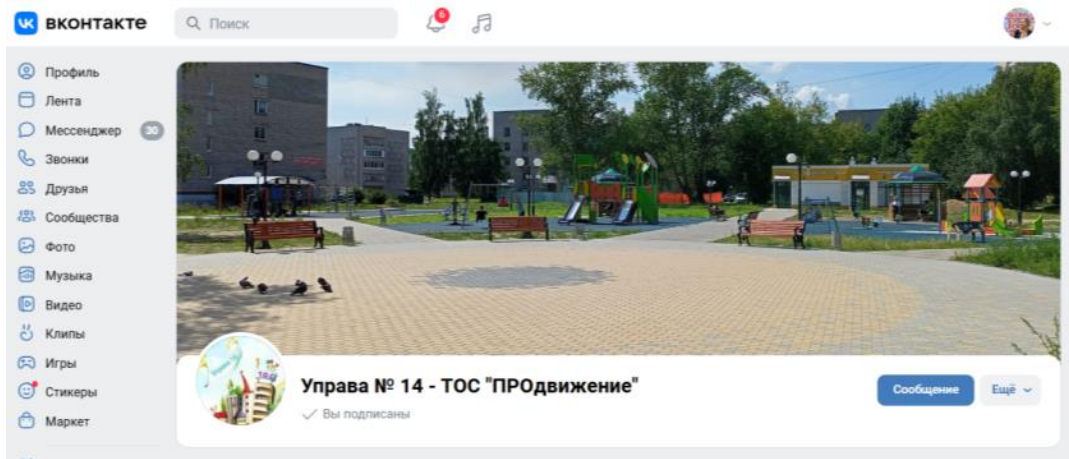 вконтакте
Поиск
6
Профиль
Лента
Мессенджер 30
Звонки
Друзья
Сообщества
Фото
Музыка
Видео
Клипы
Игры
Стикеры
Маркет
Управа № 14 - ТОС "ПРОдвижение"
Вы подписаны
Сообщение
Ещё